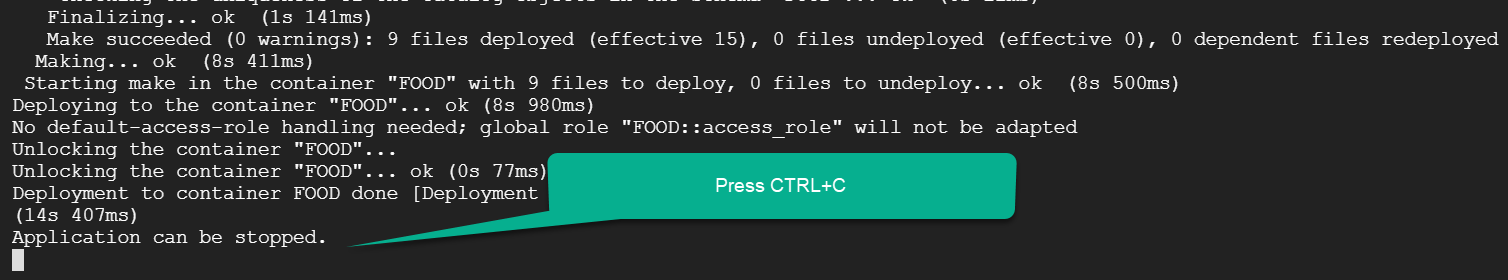 Finalizing... ok  (1s 141ms)
Make succeeded (0 warnings): 9 files deployed (effective 15), 0 files undeployed (effective 0), 0 dependent files redeployed
Making... ok  (8s 411ms)
Starting make in the container "FOOD" with 9 files to deploy, 0 files to undeploy... ok  (8s 500ms)
Deploying to the container "FOOD"... ok (8s 980ms)
No default-access-role handling needed; global role "FOOD::access_role" will not be adapted
Unlocking the container "FOOD"...
Unlocking the container "FOOD"... ok (0s 77ms)
Deployment to container FOOD done [Deployment
(14s 407ms)
Application can be stopped.
Press CTRL+C